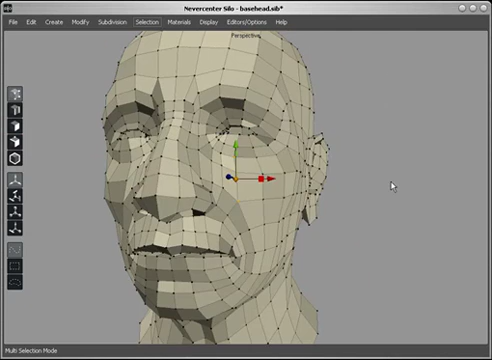 Nevercenter Silo - basehead.sib*
File Edit Create Modify Subdivision Selection Materials Display Editors/Options Help
Perspective
Multi Selection Mode